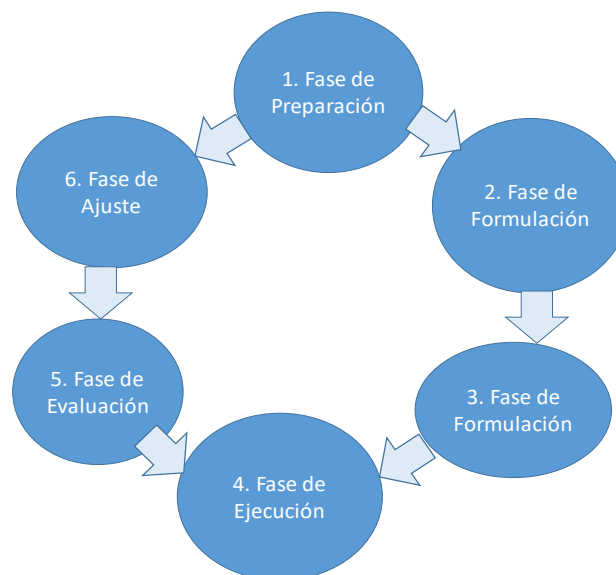 1. Fase de
Preparación
2. Fase de
Formulación
3. Fase de
Formulación
4. Fase de
Ejecución
5. Fase de
Evaluación
6. Fase de
Ajuste